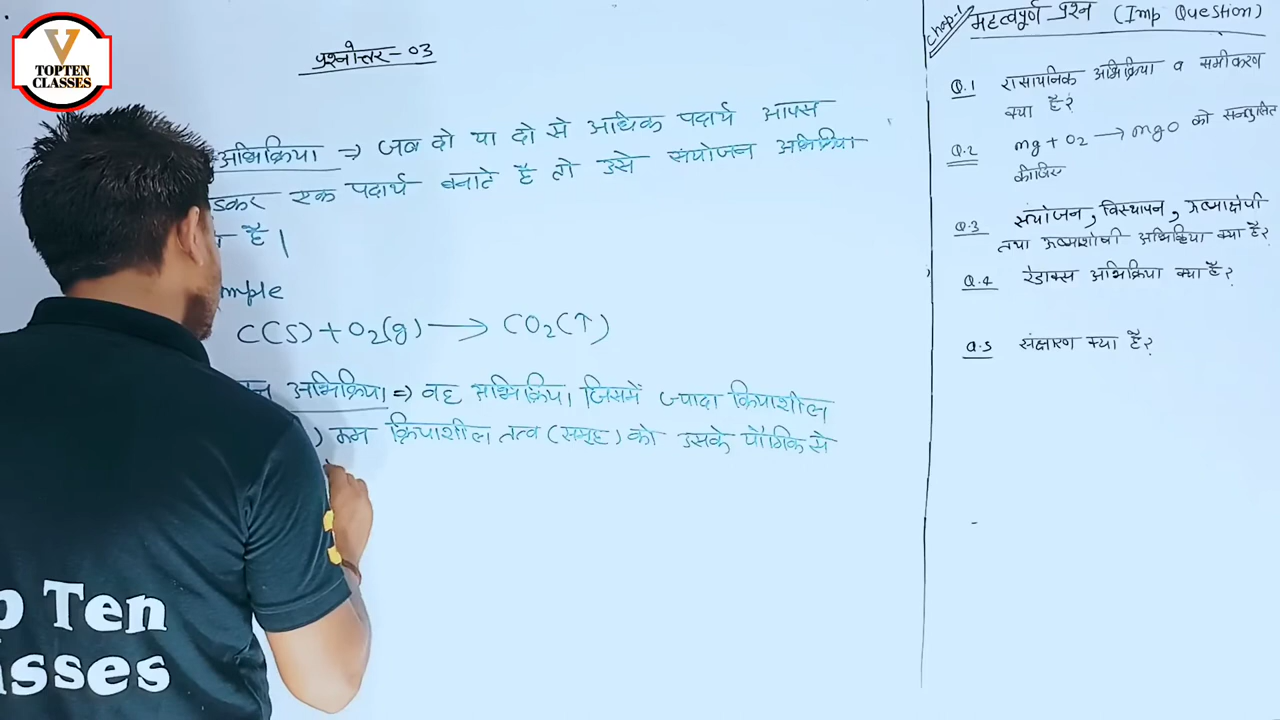 V
TOPTEN
CLASSES
प्रश्नोत्तर - 03
अभिक्रिया => जब दो या दो से अधिक पदार्थ आपस
एक पदार्थ बनाते है तो उसे संयोजन अभिक्रिया
है।
mple
C(S) + O2(g) → CO2(↑)
अभिक्रिया => वह अभिक्रिया जिसमें ज्यादा क्रियाशील
) कम क्रियाशील तत्व (समूह) को उसके यौगिक से
p Ten
asses
Chap-1
महत्वपूर्ण प्रश्न (Imp Question)
Q.1 रासायनिक अभिक्रिया व समीकरण
क्या है?
Q.2 mg + O2 → mgO को सन्तुलित
कीजिए
Q.3 संयोजन, विस्थापन, ऊष्माक्षेपी
तथा ऊष्माशोषी अभिक्रिया क्या है?
Q.4 रेडाक्स अभिक्रिया क्या है?
Q.5 संक्षारण क्या है?